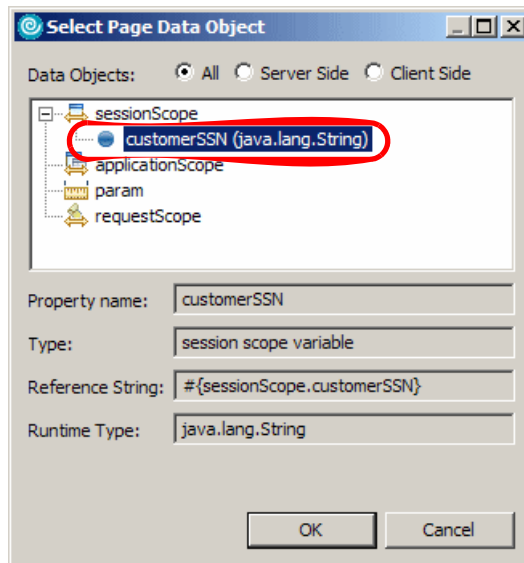 Select Page Data Object
Data Objects: All Server Side Client Side
sessionScope
customerSSN (java.lang.String)
applicationScope
param
requestScope
Property name: customerSSN
Type: session scope variable
Reference String: #{sessionScope.customerSSN}
Runtime Type: java.lang.String
OK Cancel